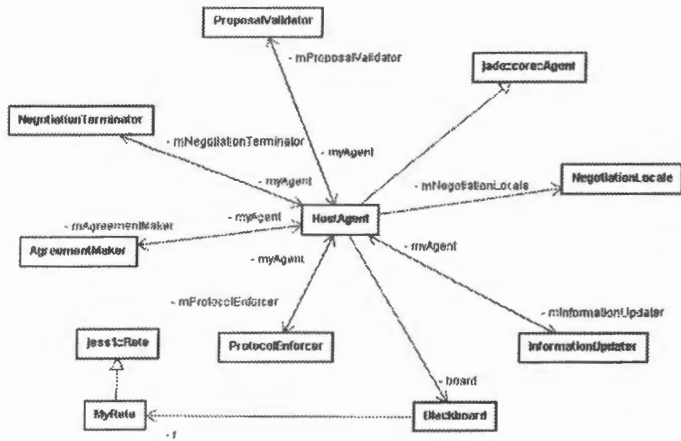 ProposalValidator
- mProposalValidator
jade::core::Agent
NegotiationTerminator
- mNegotiationTerminator
- myAgent
- myAgent
- mNegotiationLocale
NegotiationLocale
- mAgreementMaker
- myAgent
HostAgent
- myAgent
AgreementMaker
- myAgent
- mProtocolEnforcer
- mInformationUpdater
ProtocolEnforcer
InformationUpdater
jess::Rete
- board
MyRete
Blackboard